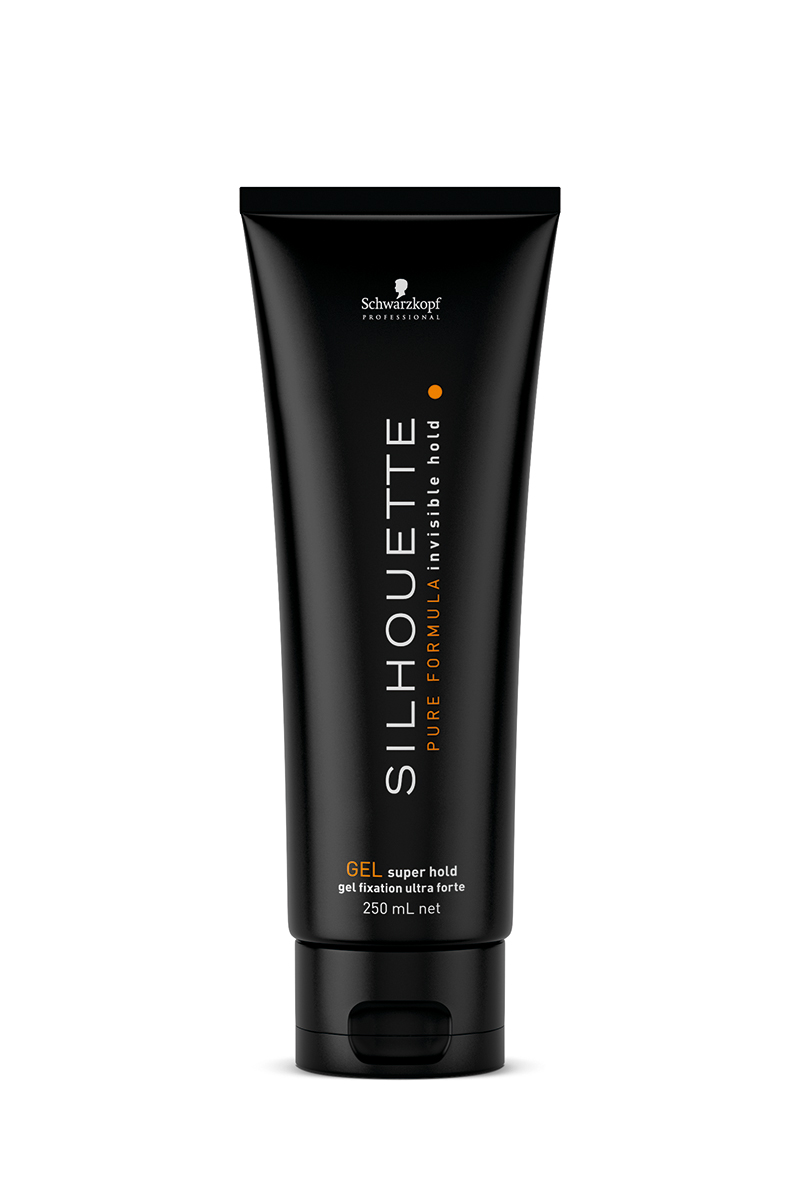 Schwarzkopf
PROFESSIONAL
SILHOUETTE
PURE FORMULA invisible hold
GEL super hold
gel fixation ultra forte
250 mL net